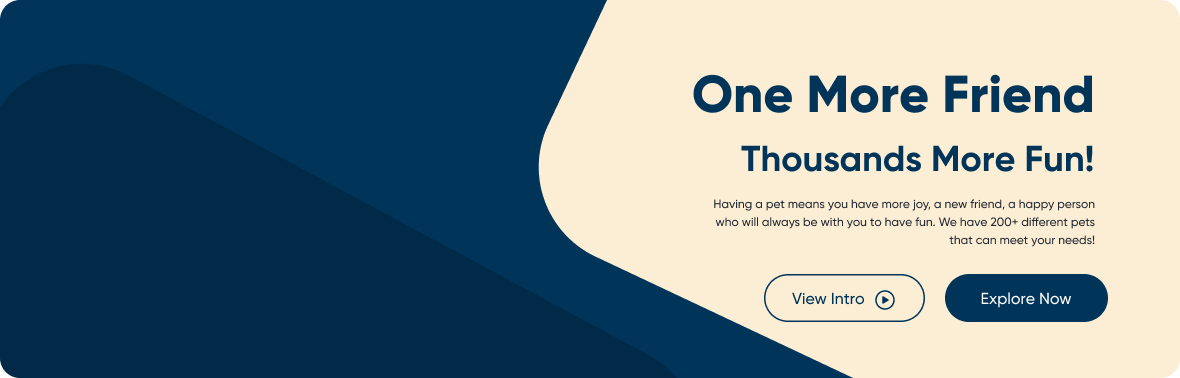 One More Friend
Thousands More Fun!
Having a pet means you have more joy, a new friend, a happy person
who will always be with you to have fun. We have 200+ different pets
that can meet your needs!
View Intro
Explore Now